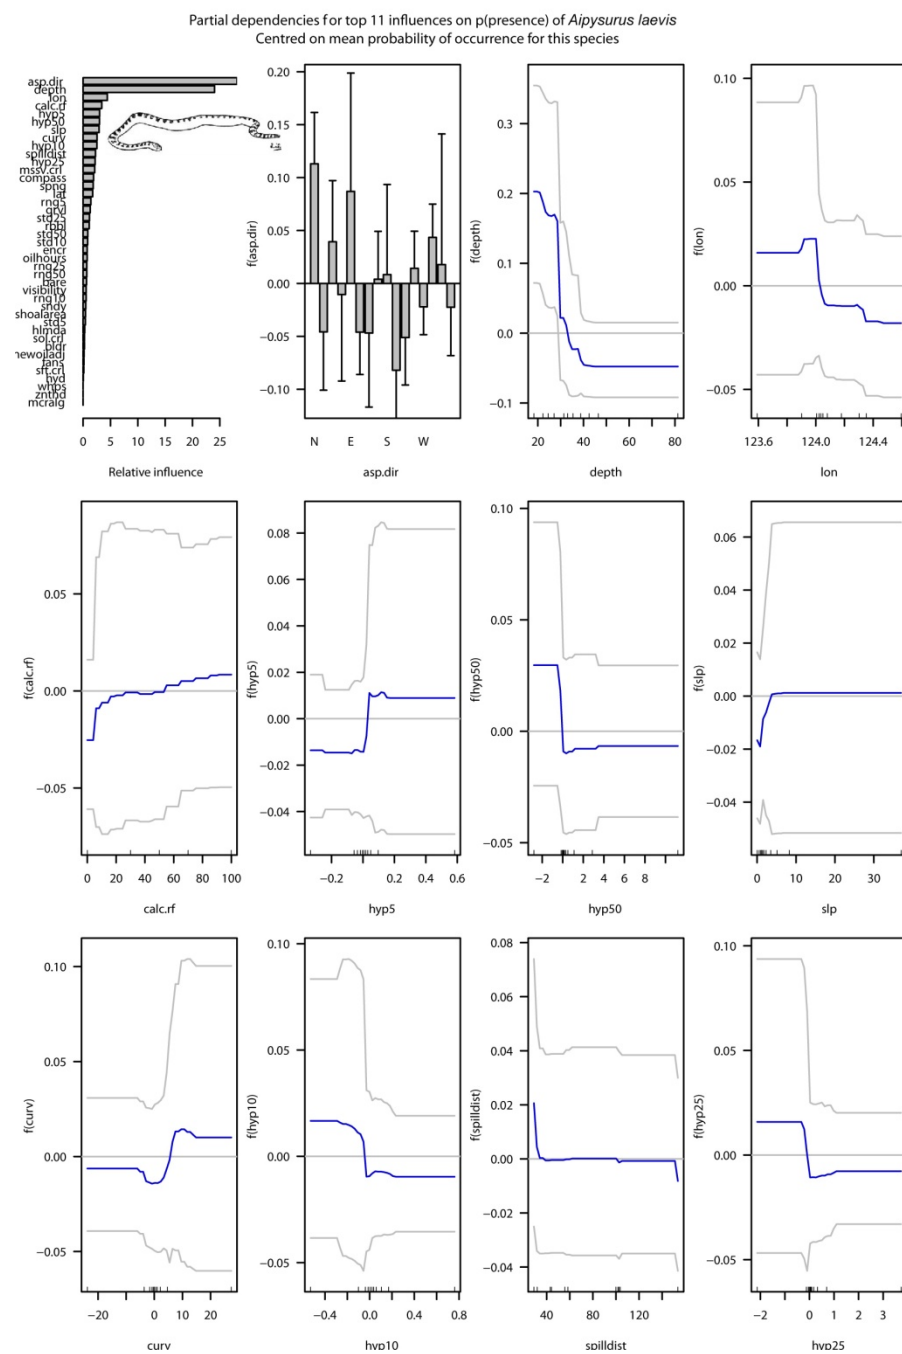 Partial dependencies for top 11 influences on p(presence) of Aipysurus laevis
Centred on mean probability of occurrence for this species
asp.dir
depth
lon
calc.rf
hyp5
hyp50
slp
curv
hyp10
spilldist
hyp25
mssv.crl
compass
spng
lat
rng5
grvl
std25
rbbl
std50
std10
encr
oilhours
rng25
rng50
bare
visibility
rng10
sndy
shoalarea
std5
hlmda
sol.crl
bldr
newoiladj
fans
sft.crl
hyd
whps
znthd
mcralg
0 5 10 15 20 25
Relative influence
f(asp.dir)
0.20
0.15
0.10
0.05
0.00
−0.05
−0.10
N E S W
asp.dir
f(depth)
0.3
0.2
0.1
0.0
−0.1
20 30 40 50 60 70 80
depth
f(lon)
0.10
0.05
0.00
−0.05
123.6 124.0 124.4
lon
f(calc.rf)
0.05
0.00
−0.05
0 20 40 60 80 100
calc.rf
f(hyp5)
0.08
0.06
0.04
0.02
0.00
−0.02
−0.04
−0.2 0.2 0.4 0.6
hyp5
f(hyp50)
0.10
0.05
0.00
−0.05
−2 0 2 4 6 8
hyp50
f(slp)
0.06
0.04
0.02
0.00
−0.02
−0.04
0 10 20 30
slp
f(curv)
0.10
0.05
0.00
−0.05
−20 0 10 20
curv
f(hyp10)
0.10
0.05
0.00
−0.05
−0.4 0.0 0.4 0.8
hyp10
f(spilldist)
0.08
0.06
0.04
0.02
0.00
−0.02
−0.04
40 80 120
spilldist
f(hyp25)
0.10
0.05
0.00
−0.05
−2 0 1 2 3
hyp25